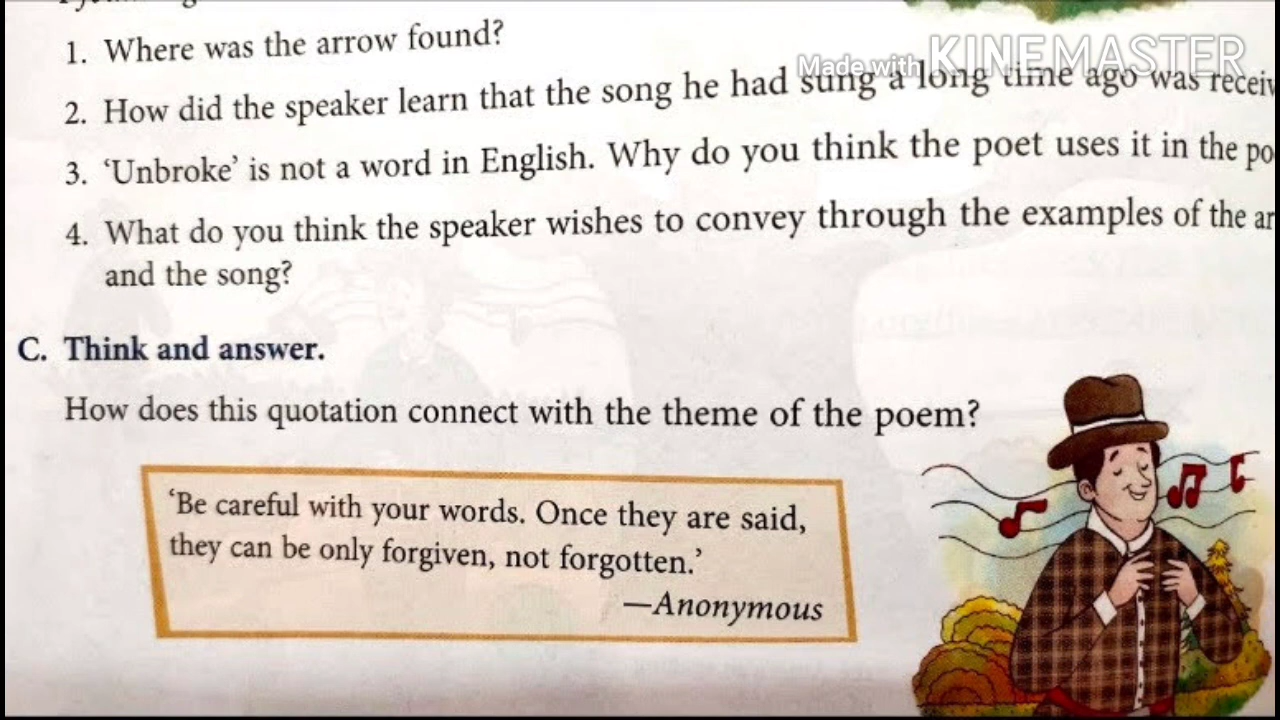 1. Where was the arrow found?
Made with KINEMASTER
2. How did the speaker learn that the song he had sung a long time ago was
3. ‘Unbroke’ is not a word in English. Why do you think the poet uses it in the
4. What do you think the speaker wishes to convey through the examples of the
and the song?
C. Think and answer.
How does this quotation connect with the theme of the poem?
‘Be careful with your words. Once they are said,
they can be only forgiven, not forgotten.’
—Anonymous